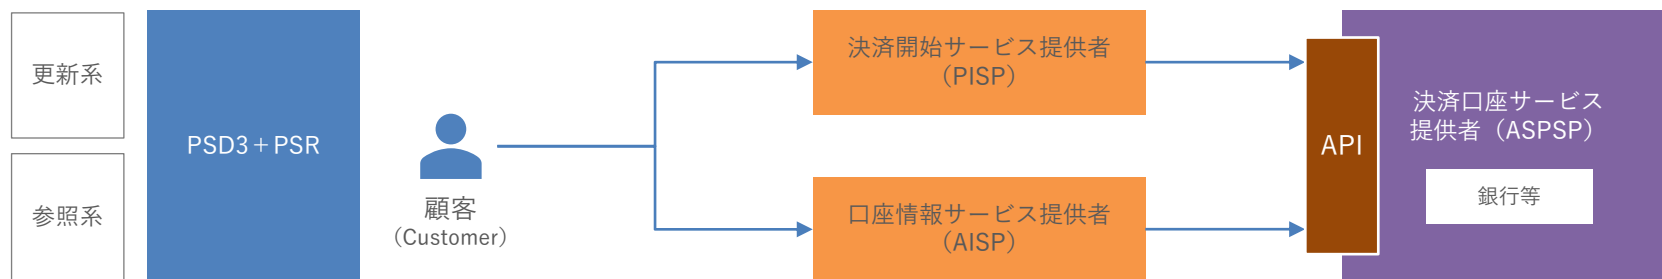 更新系
参照系
PSD3＋PSR
顧客
（Customer）
決済開始サービス提供者
（PISP）
口座情報サービス提供者
（AISP）
API
決済口座サービス
提供者（ASPSP）
銀行等